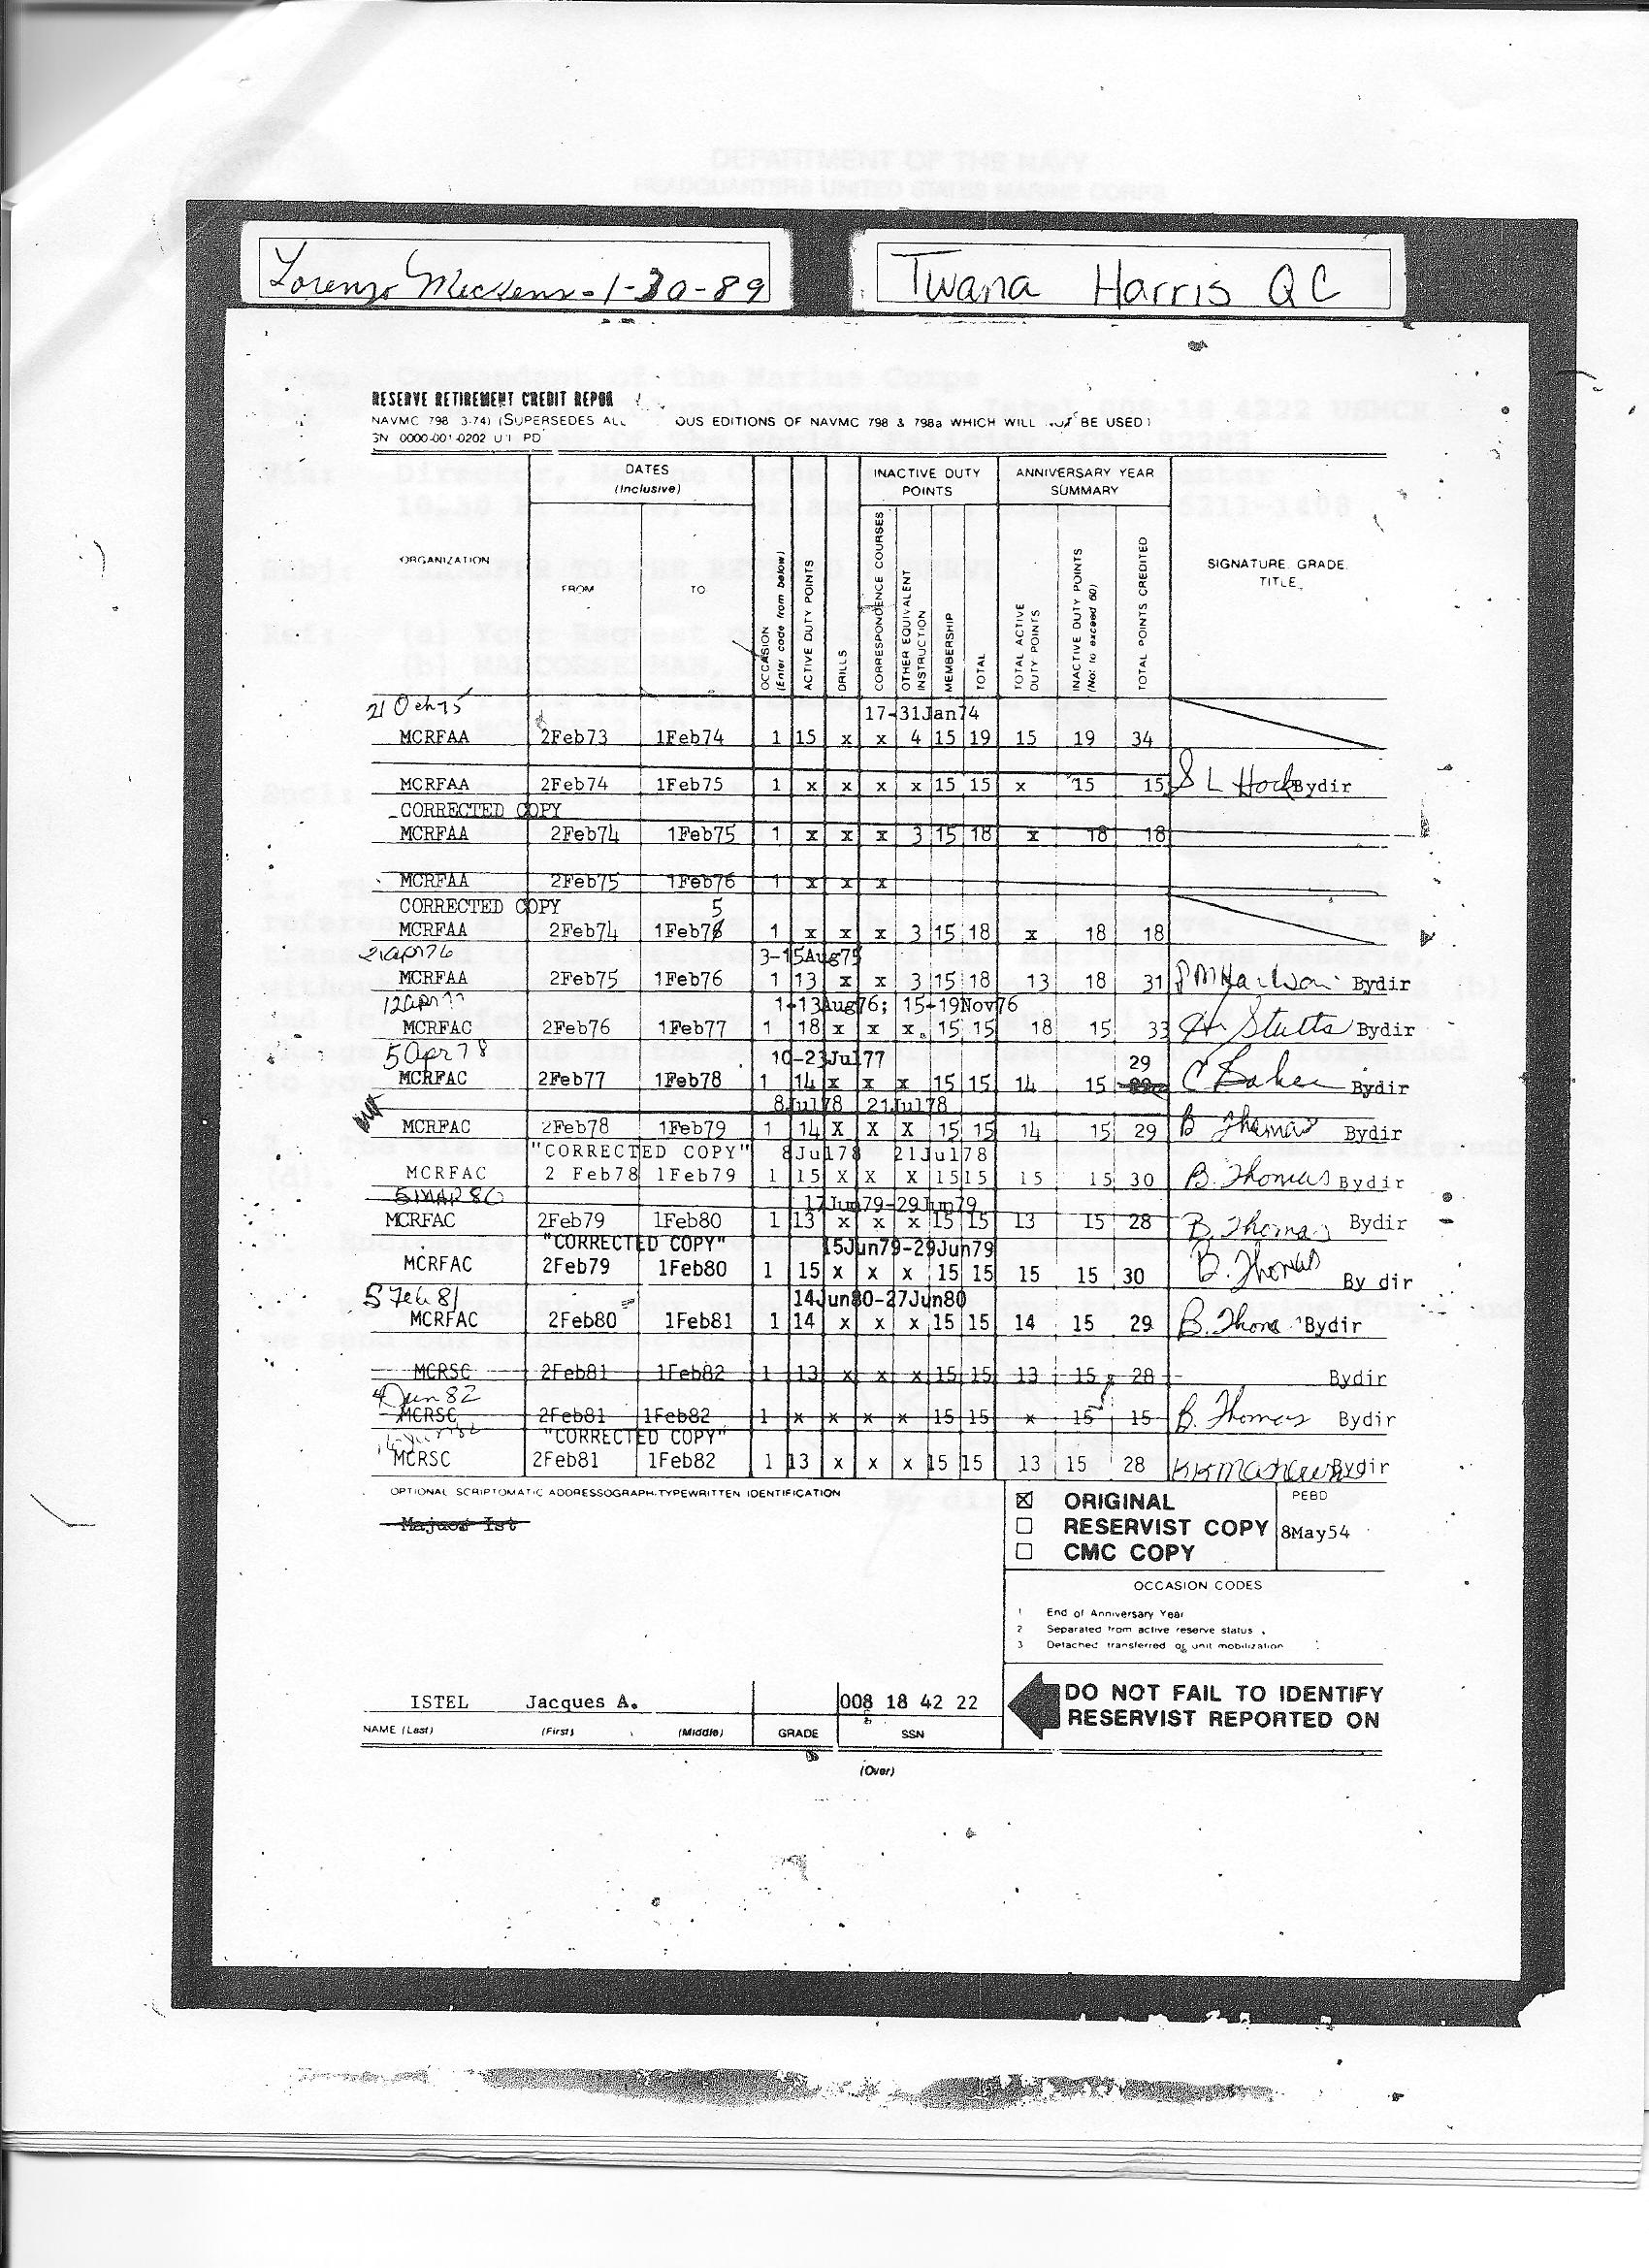 Lorenzo Mickens-1-30-89
Twana Harris QC
RESERVE RETIREMENT CREDIT REPOR
NAVMC 798 3-74) (SUPERSEDES ALL OUS EDITIONS OF NAVMC 798 & 798a WHICH WILL NOT BE USED)
SN 0000-001-0202 U/I PD
DATES (Inclusive)
INACTIVE DUTY POINTS
ANNIVERSARY YEAR SUMMARY
ORGANIZATION
FROM
TO
OCCASION (Enter code from below)
ACTIVE DUTY POINTS
DRILLS
CORRESPONDENCE COURSES
OTHER EQUIVALENT INSTRUCTION
MEMBERSHIP
TOTAL
TOTAL ACTIVE DUTY POINTS
INACTIVE DUTY POINTS (Not to exceed 60)
TOTAL POINTS CREDITED
SIGNATURE GRADE TITLE
21 Oct 75
17-31Jan74
MCRFAA 2Feb73 1Feb74 1 15 x x 4 15 19 15 19 34
MCRFAA 2Feb74 1Feb75 1 x x x x 15 15 x 15 15 S L Hock Bydir
CORRECTED COPY
MCRFAA 2Feb74 1Feb75 1 x x x 3 15 18 x 18 18
MCRFAA 2Feb75 1Feb76 1 x x x
CORRECTED COPY 5
MCRFAA 2Feb74 1Feb76 1 x x x 3 15 18 x 18 18
2 apr 76 3-15Aug75
MCRFAA 2Feb75 1Feb76 1 13 x x 3 15 18 13 18 31 Bydir
12 apr 77 1-13Aug76; 15-19Nov76
MCRFAC 2Feb76 1Feb77 1 18 x x x 15 15 18 15 33 Stutts Bydir
5 Apr 78 10-23Jul77 29
MCRFAC 2Feb77 1Feb78 1 14 x x x 15 15 14 15 C Baker Bydir
8Jul78 21Jul78
MCRFAC 2Feb78 1Feb79 1 14 X X X 15 15 14 15 29 B Thomas Bydir
"CORRECTED COPY" 8Jul78 21Jul78
MCRFAC 2 Feb78 1Feb79 1 15 X X X 15 15 15 15 30 B. Thomas Bydir
5 MAR 80 17Jun79-29Jun79
MCRFAC 2Feb79 1Feb80 1 13 x x x 15 15 13 15 28 B. Thomas Bydir
"CORRECTED COPY" 15Jun79-29Jun79
MCRFAC 2Feb79 1Feb80 1 15 x x x 15 15 15 15 30 B. Thomas By dir
5 Feb 81 14Jun80-27Jun80
MCRFAC 2Feb80 1Feb81 1 14 x x x 15 15 14 15 29 B. Thoms Bydir
MCRSC 2Feb81 1Feb82 1 13 x x x 15 15 13 15 28 Bydir
4 Jun 82
MCRSC 2Feb81 1Feb82 1 x x x x 15 15 x 15 15 B. Thomas Bydir
"CORRECTED COPY"
MCRSC 2Feb81 1Feb82 1 13 x x x 15 15 13 15 28 Bydir
OPTIONAL SCRIPTOMATIC ADDRESSOGRAPH-TYPEWRITTEN IDENTIFICATION
Majuos Ist
ORIGINAL
RESERVIST COPY
CMC COPY
PEBD
8May54
OCCASION CODES
1 End of Anniversary Year
2 Separated from active reserve status
3 Detached transferred or unit mobilization
ISTEL Jacques A. 008 18 42 22
NAME (Last) (First) (Middle) GRADE SSN
DO NOT FAIL TO IDENTIFY
RESERVIST REPORTED ON
(Over)